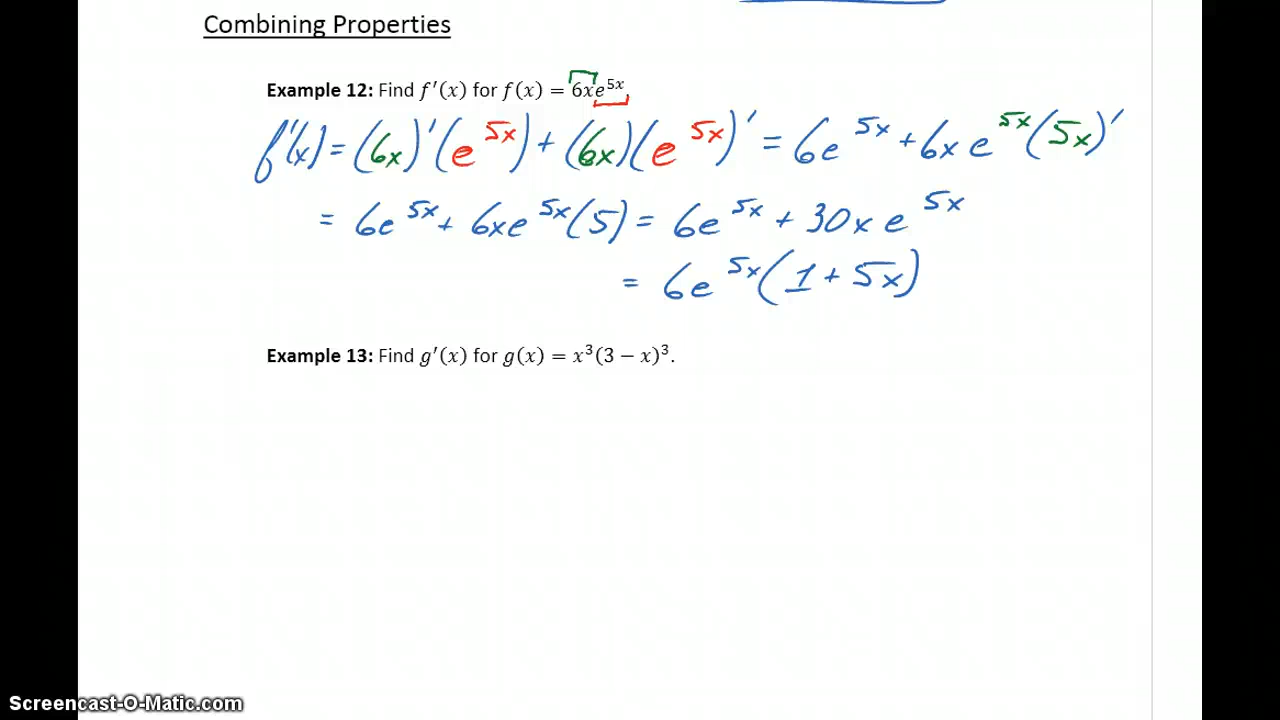 Combining Properties
Example 12: Find f′(x) for f(x) = 6xe^{5x}.
f'(x) = (6x)'(e^{5x}) + (6x)(e^{5x})' = 6e^{5x} + 6xe^{5x}(5x)'
= 6e^{5x} + 6xe^{5x}(5) = 6e^{5x} + 30xe^{5x}
= 6e^{5x}(1 + 5x)
Example 13: Find g′(x) for g(x) = x³(3 − x)³.
Screencast-O-Matic.com